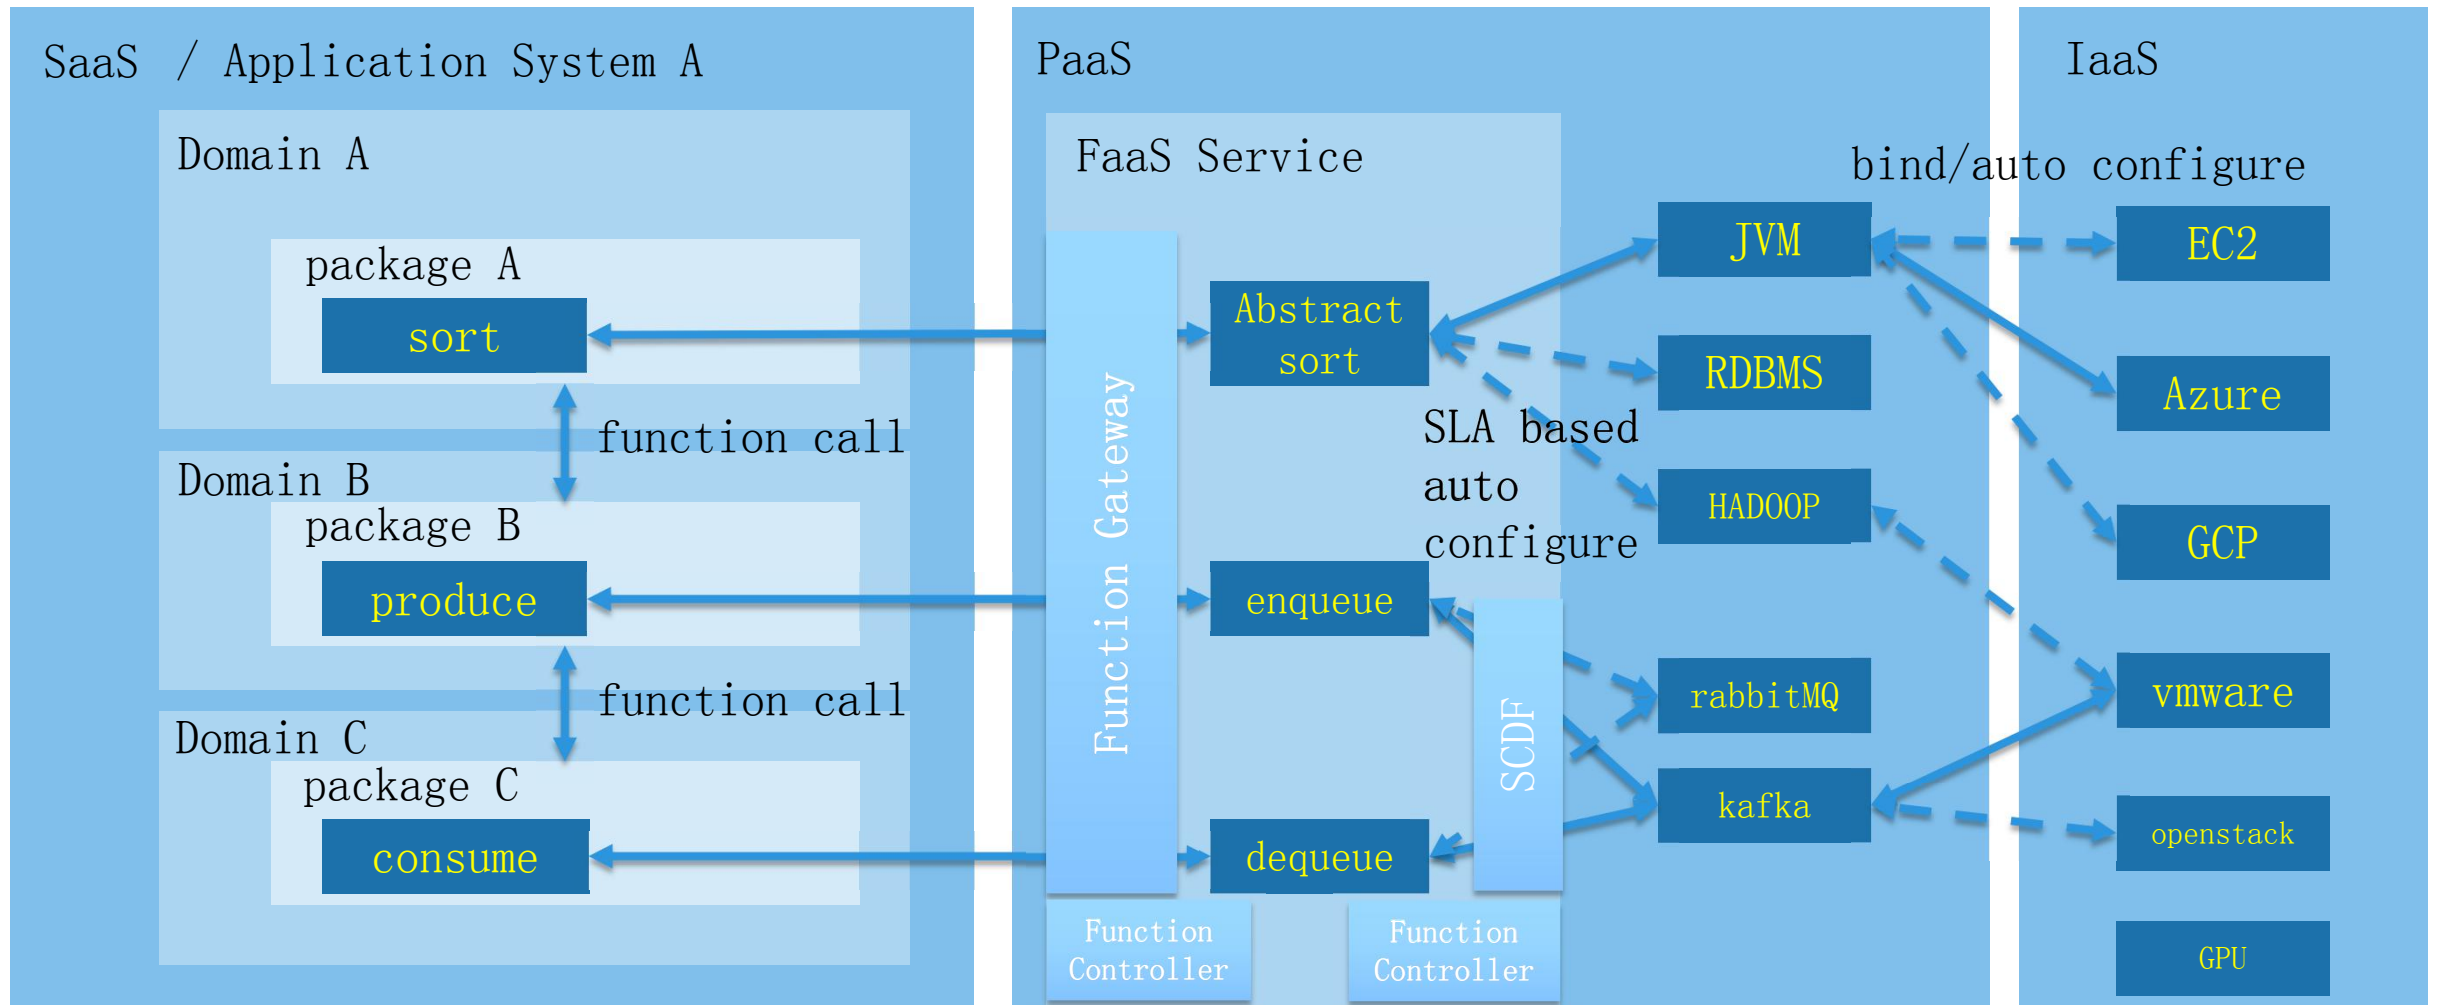 SaaS / Application System A
Domain A
package A
sort
function call
Domain B
package B
produce
function call
Domain C
package C
consume
PaaS
FaaS Service
Function Gateway
Abstract
sort
SLA based
auto
configure
enqueue
SCDF
dequeue
Function
Controller
Function
Controller
JVM
RDBMS
HADOOP
rabbitMQ
kafka
bind/auto configure
IaaS
EC2
Azure
GCP
vmware
openstack
GPU